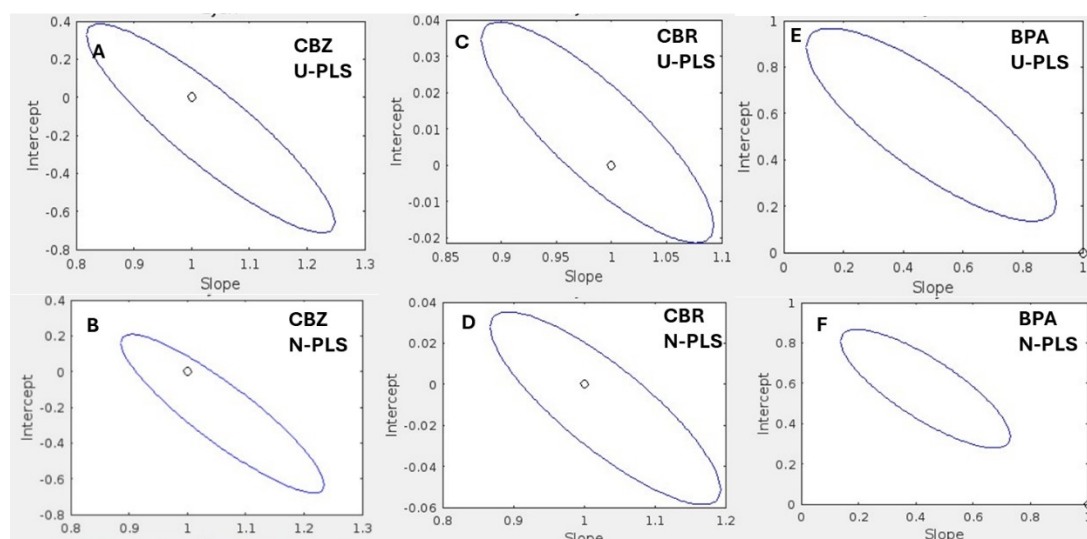 A
CBZ
U-PLS
0.4
0.2
0
-0.2
-0.4
-0.6
-0.8
Intercept
0.8 0.9 1 1.1 1.2 1.3
Slope
C
CBR
U-PLS
0.04
0.03
0.02
0.01
0
-0.01
-0.02
Intercept
0.85 0.9 0.95 1 1.05 1.1
Slope
E
BPA
U-PLS
1
0.8
0.6
0.4
0.2
0
Intercept
0 0.2 0.4 0.6 0.8 1
Slope
B
CBZ
N-PLS
0.4
0.2
0
-0.2
-0.4
-0.6
-0.8
Intercept
0.8 0.9 1 1.1 1.2 1.3
Slope
D
CBR
N-PLS
0.04
0.02
0
-0.02
-0.04
-0.06
Intercept
0.8 0.9 1 1.1 1.2
Slope
F
BPA
N-PLS
1
0.8
0.6
0.4
0.2
0
Intercept
0 0.2 0.4 0.6 0.8
Slope